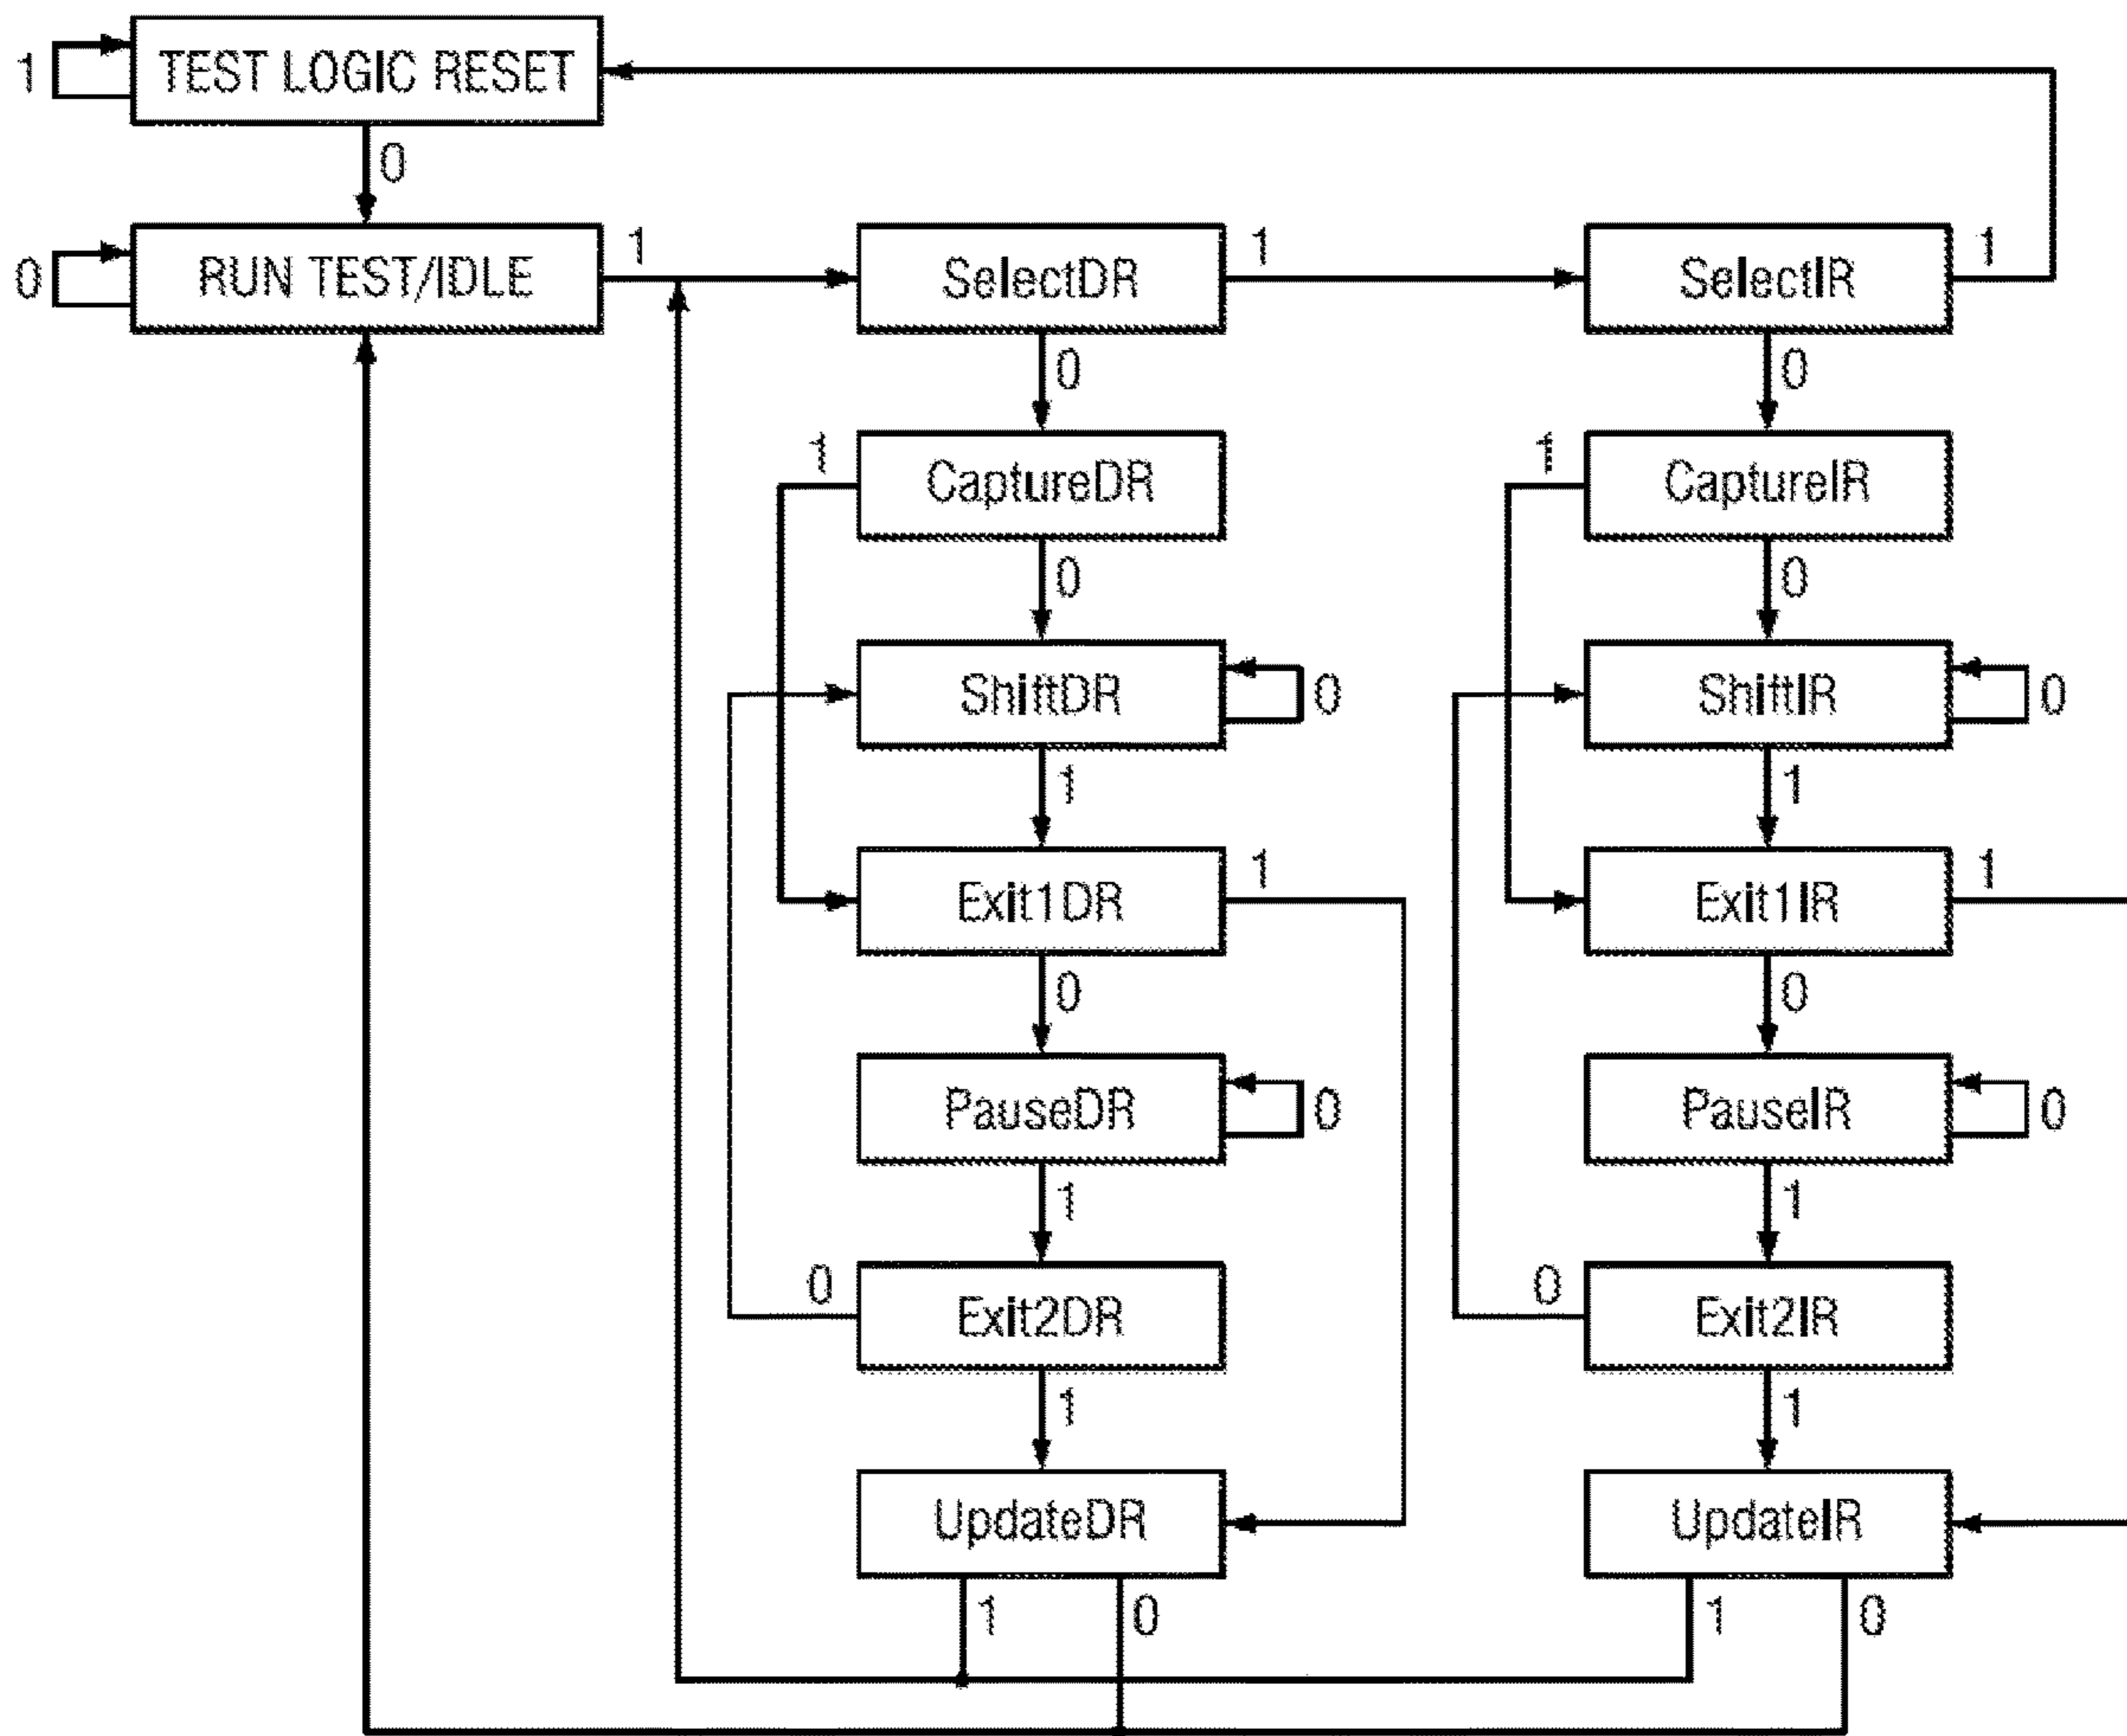 1 TEST LOGIC RESET
0
0 RUN TEST/IDLE 1 SelectDR 1 SelectIR 1
0 0
1 CaptureDR 1 CaptureIR
0 0
ShiftDR 0 ShiftIR 0
1 1
Exit1DR 1 Exit1IR 1
0 0
PauseDR 0 PauseIR 0
1 1
0 Exit2DR 0 Exit2IR
1 1
UpdateDR UpdateIR
1 0 1 0